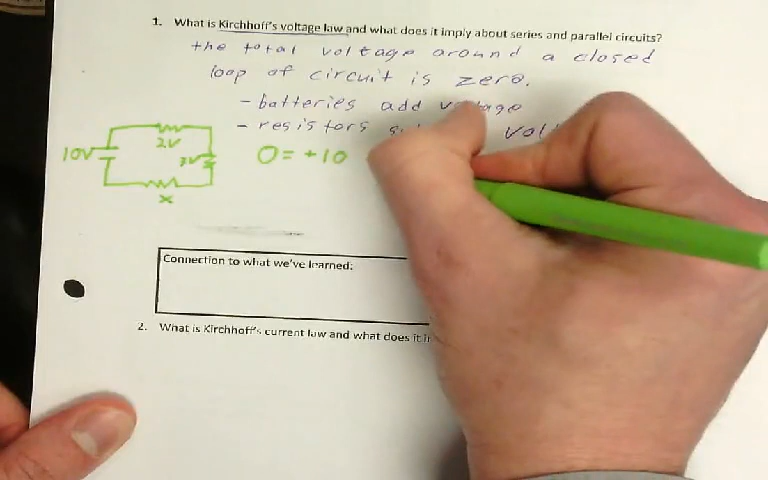 1. What is Kirchhoff's voltage law and what does it imply about series and parallel circuits?
the total voltage around a closed
loop of circuit is zero.
- batteries add
- resistors
10V
2V
3V
x
0 = +10
Connection to what we've learned:
2. What is Kirchhoff's current law and what does it